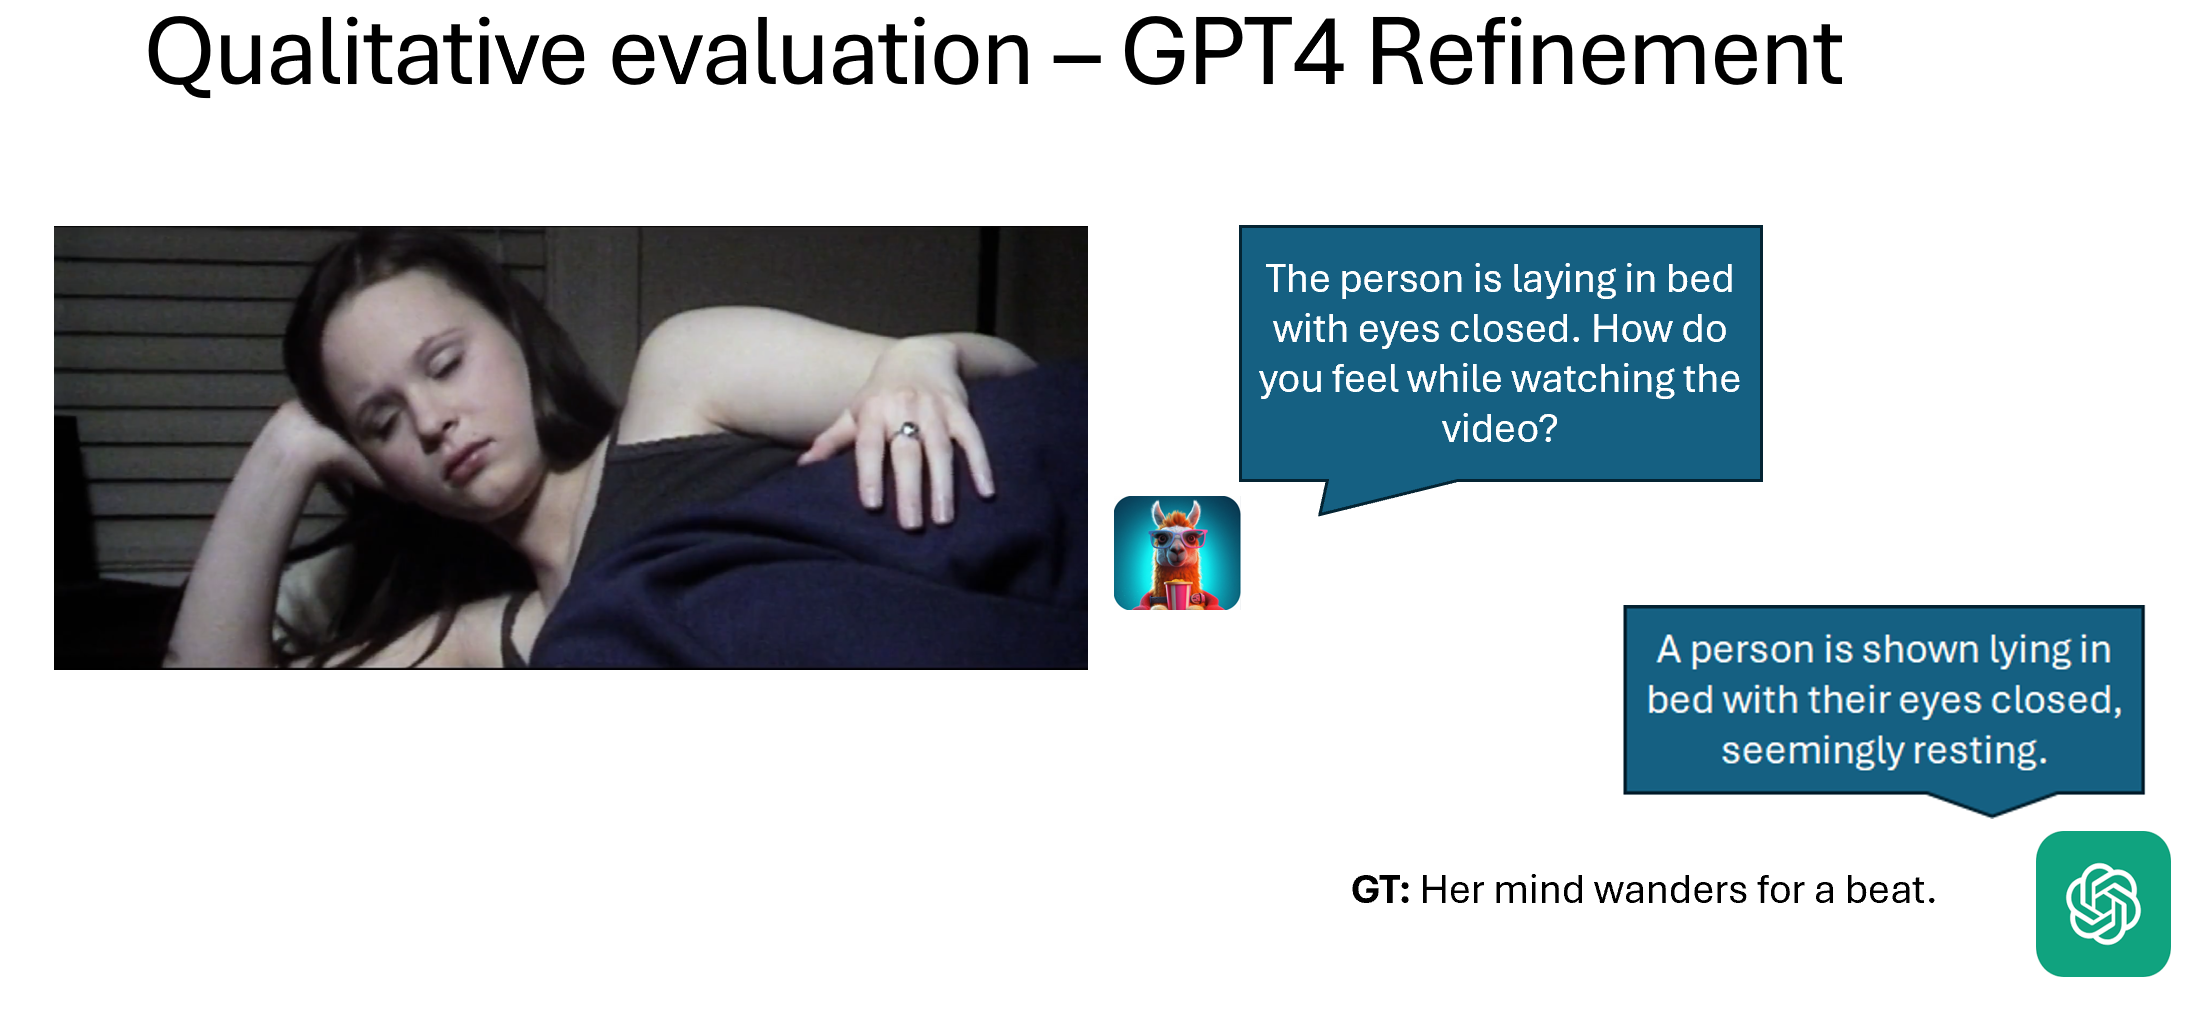 Qualitative evaluation – GPT4 Refinement
The person is laying in bed
with eyes closed. How do
you feel while watching the
video?
A person is shown lying in
bed with their eyes closed,
seemingly resting.
GT: Her mind wanders for a beat.